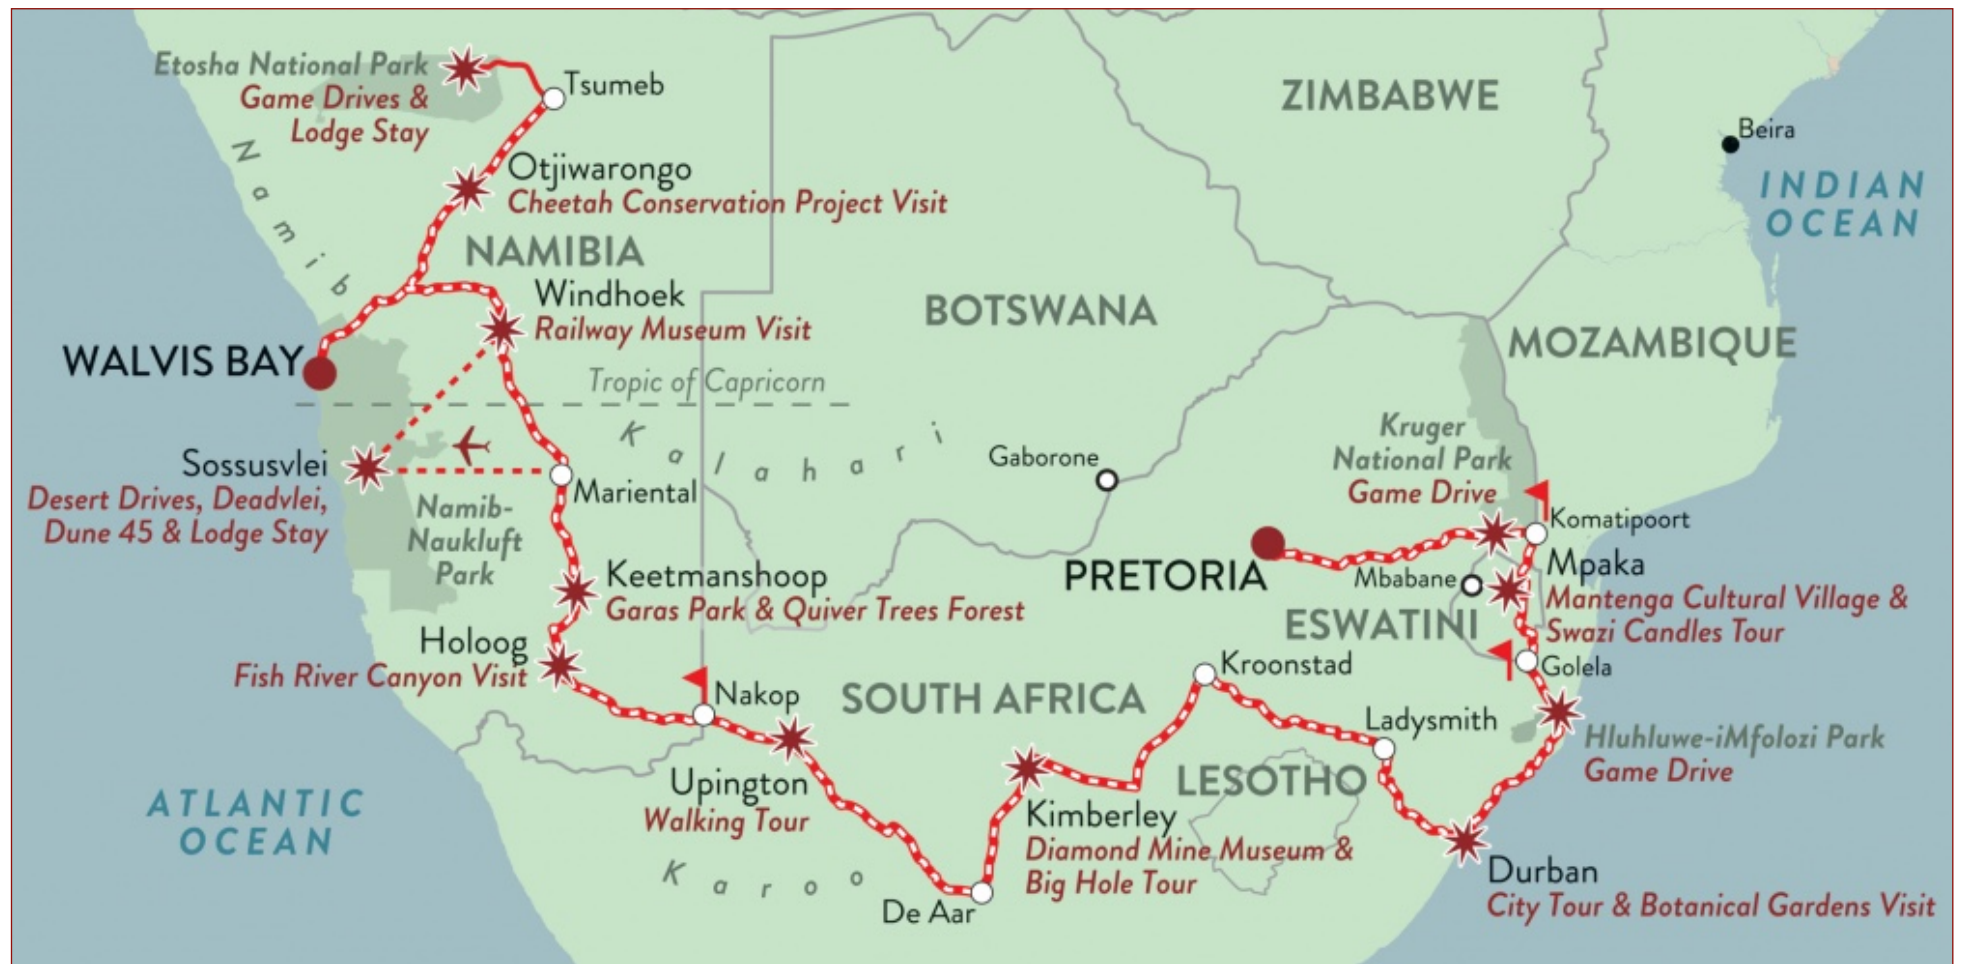 Etosha National Park
Game Drives &
Lodge Stay
Tsumeb
ZIMBABWE
Beira
INDIAN
OCEAN
Otjiwarongo
Cheetah Conservation Project Visit
Namib
NAMIBIA
Windhoek
Railway Museum Visit
BOTSWANA
MOZAMBIQUE
WALVIS BAY
Tropic of Capricorn
Kalahari
Kruger
National Park
Game Drive
Sossusvlei
Desert Drives, Deadvlei,
Dune 45 & Lodge Stay
Mariental
Namib-
Naukluft
Park
Gaborone
Komatipoort
PRETORIA
Mbabane
Mpaka
Mantenga Cultural Village &
Swazi Candles Tour
ESWATINI
Keetmanshoop
Garas Park & Quiver Trees Forest
Holoog
Fish River Canyon Visit
Nakop
SOUTH AFRICA
Kroonstad
Golela
Ladysmith
Hluhluwe-iMfolozi Park
Game Drive
Upington
Walking Tour
LESOTHO
Kimberley
Diamond Mine Museum &
Big Hole Tour
ATLANTIC
OCEAN
Karoo
De Aar
Durban
City Tour & Botanical Gardens Visit